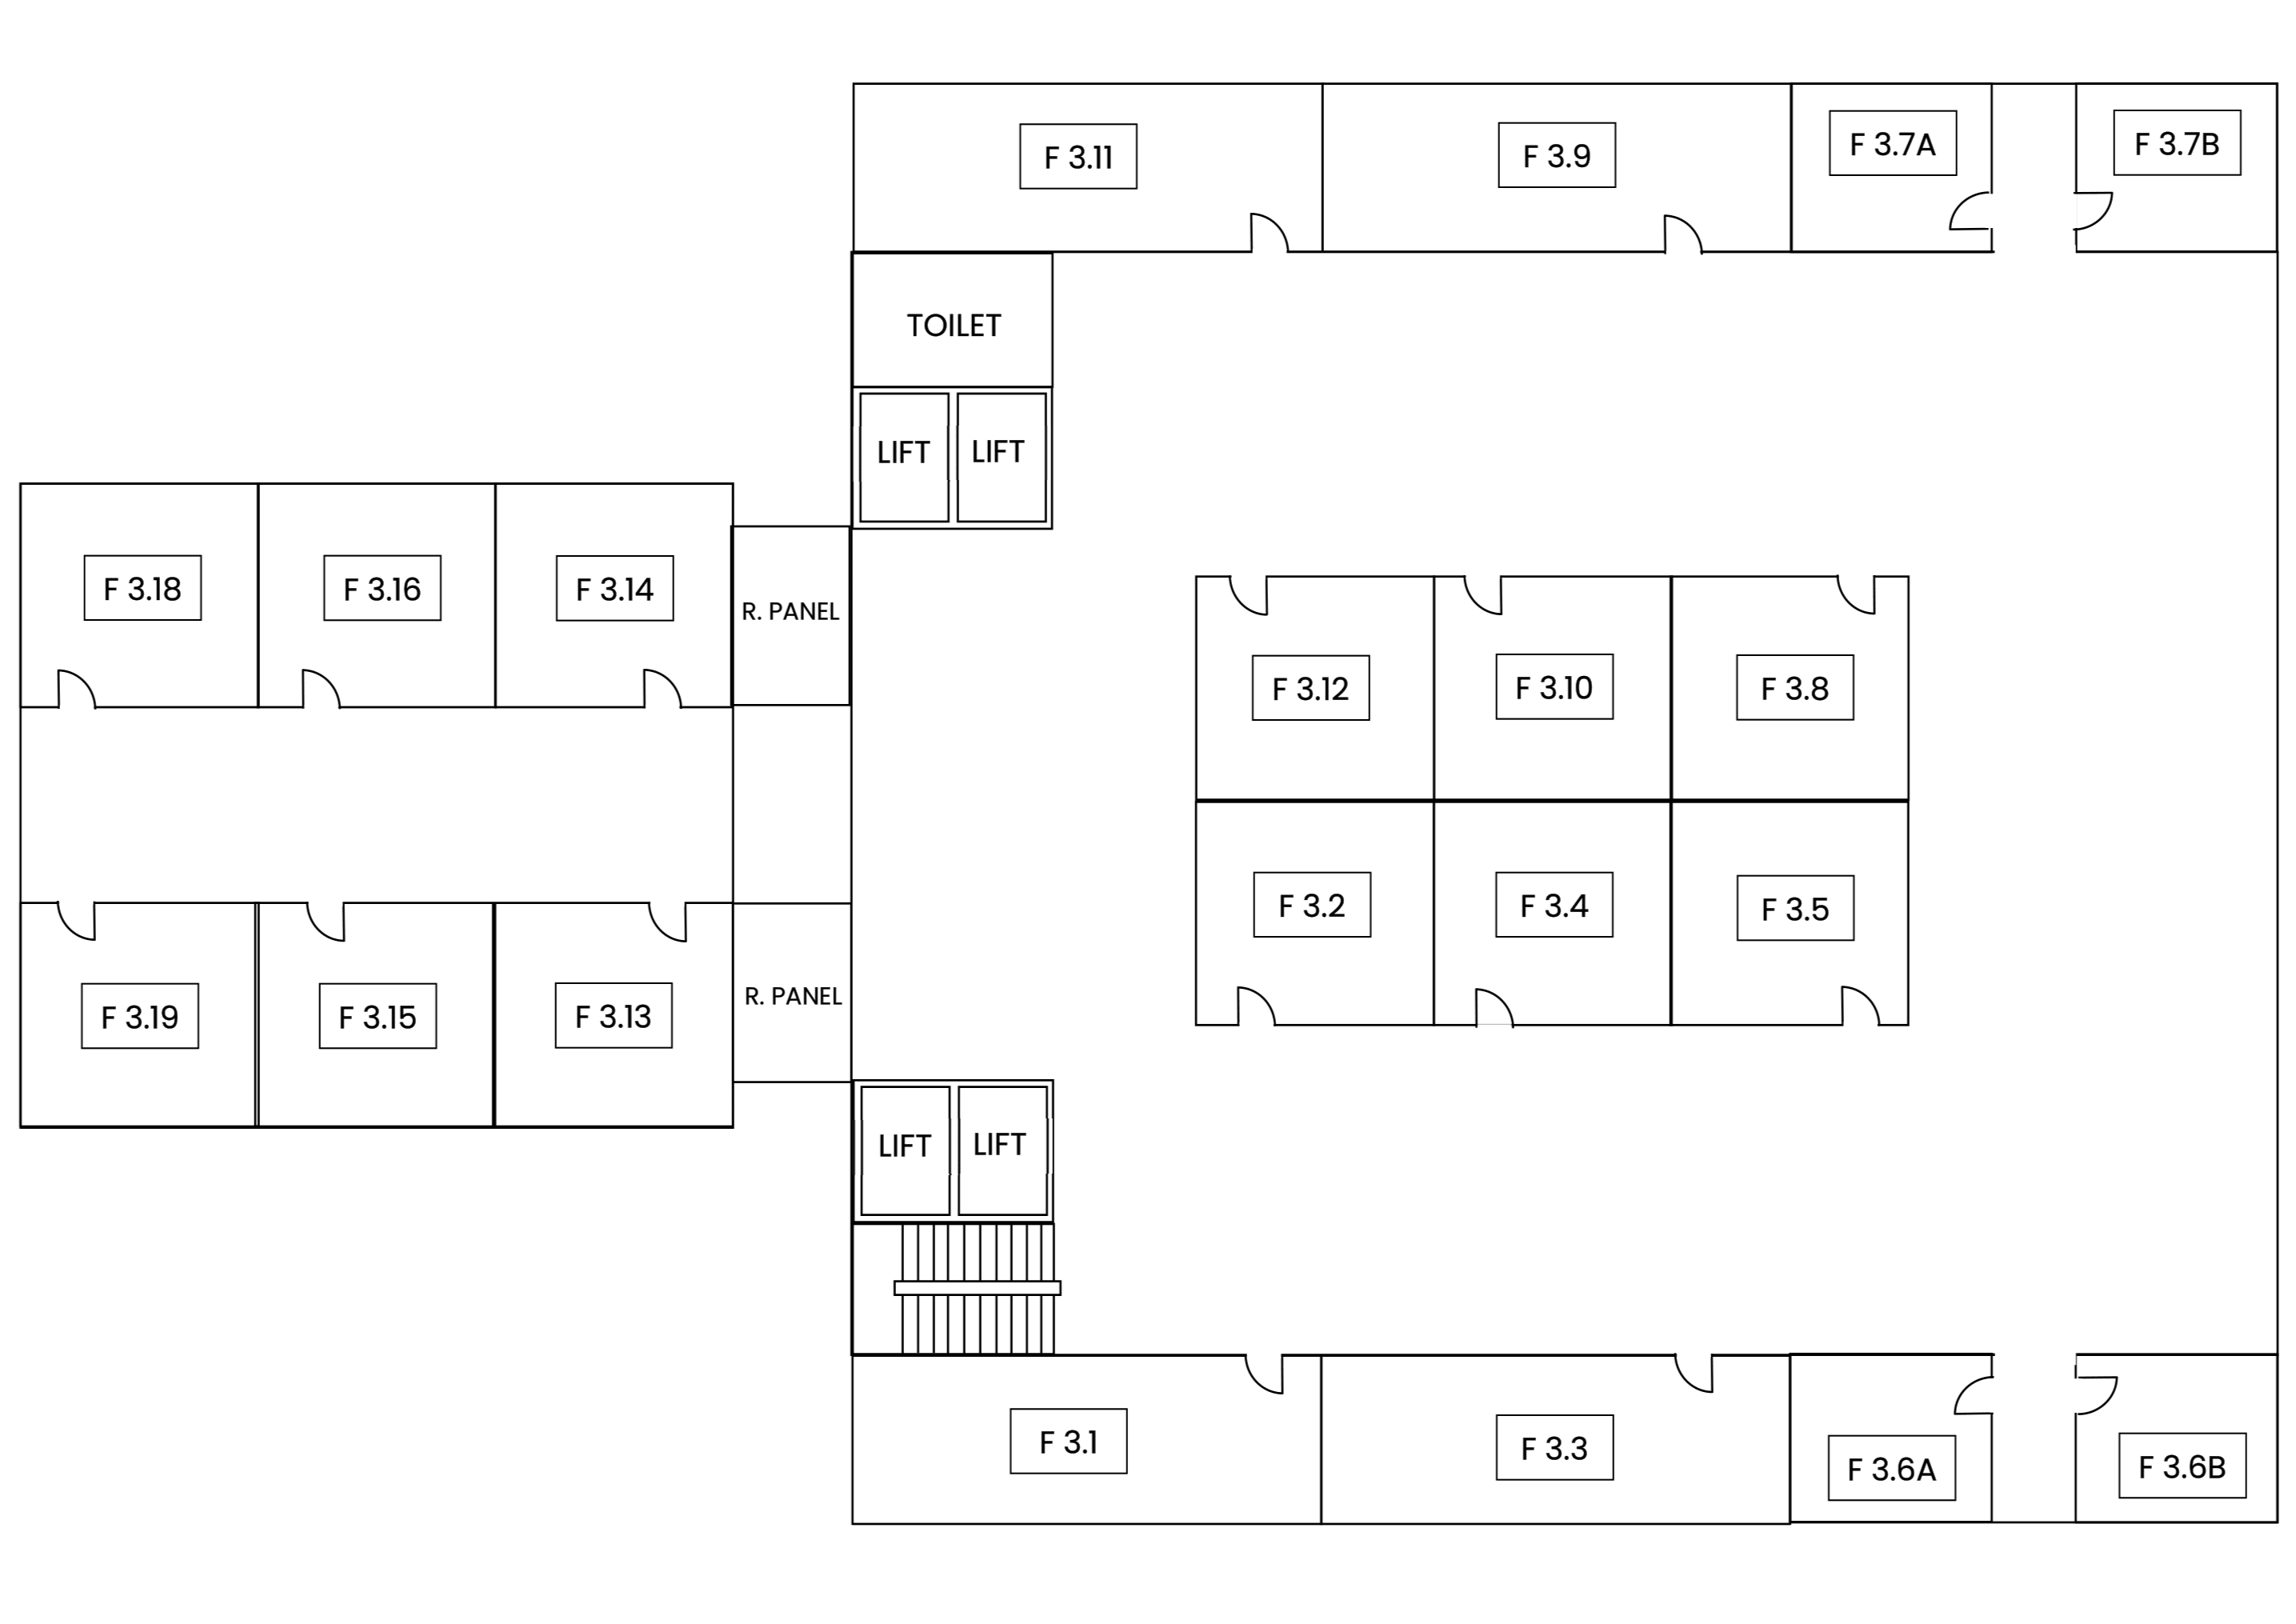 F 3.11
F 3.9
F 3.7A
F 3.7B
TOILET
LIFT
LIFT
F 3.18
F 3.16
F 3.14
R. PANEL
F 3.12
F 3.10
F 3.8
F 3.2
F 3.4
F 3.5
F 3.19
F 3.15
F 3.13
R. PANEL
LIFT
LIFT
F 3.1
F 3.3
F 3.6A
F 3.6B